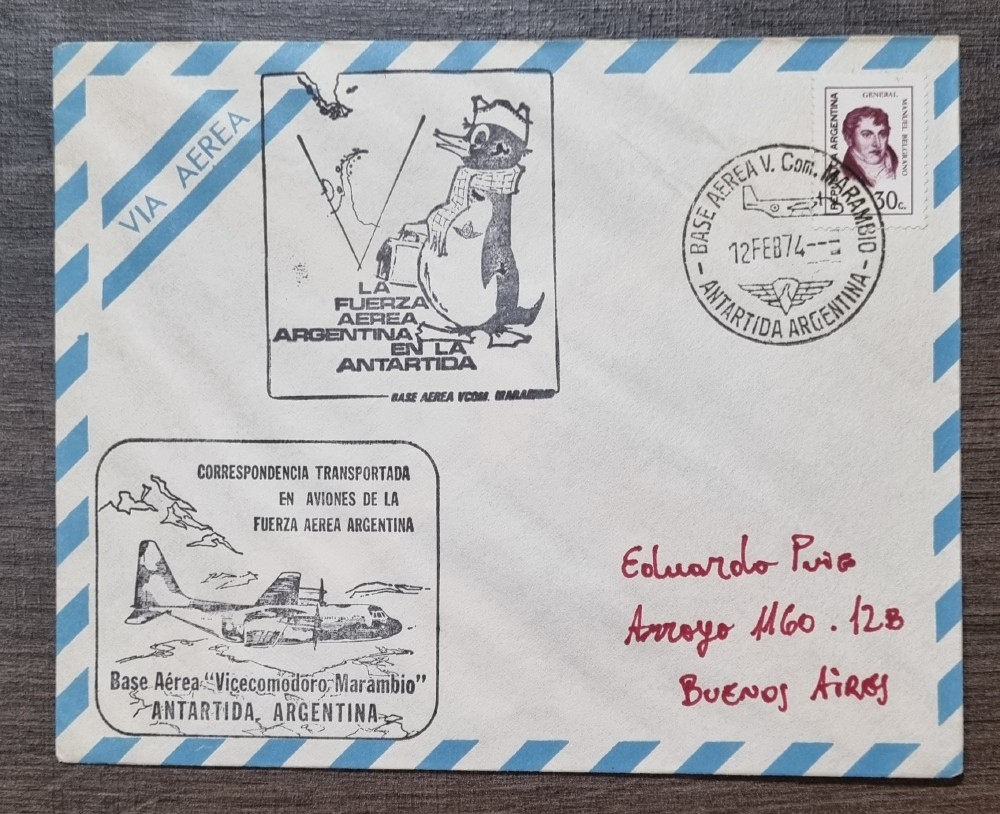 VIA AEREA
LA
FUERZA
AEREA
ARGENTINA
EN LA
ANTARTIDA
BASE AEREA VCOM. MARAMBIO
GENERAL
MANUEL BELGRANO
REPUBLICA ARGENTINA
30c.
BASE AEREA V. Com. MARAMBIO
12FEB74
ANTARTIDA ARGENTINA
CORRESPONDENCIA TRANSPORTADA
EN AVIONES DE LA
FUERZA AEREA ARGENTINA
Base Aérea "Vicecomodoro Marambio"
ANTARTIDA ARGENTINA
Eduardo
Arroyo 1160 . 12B
BUENOS AIRES